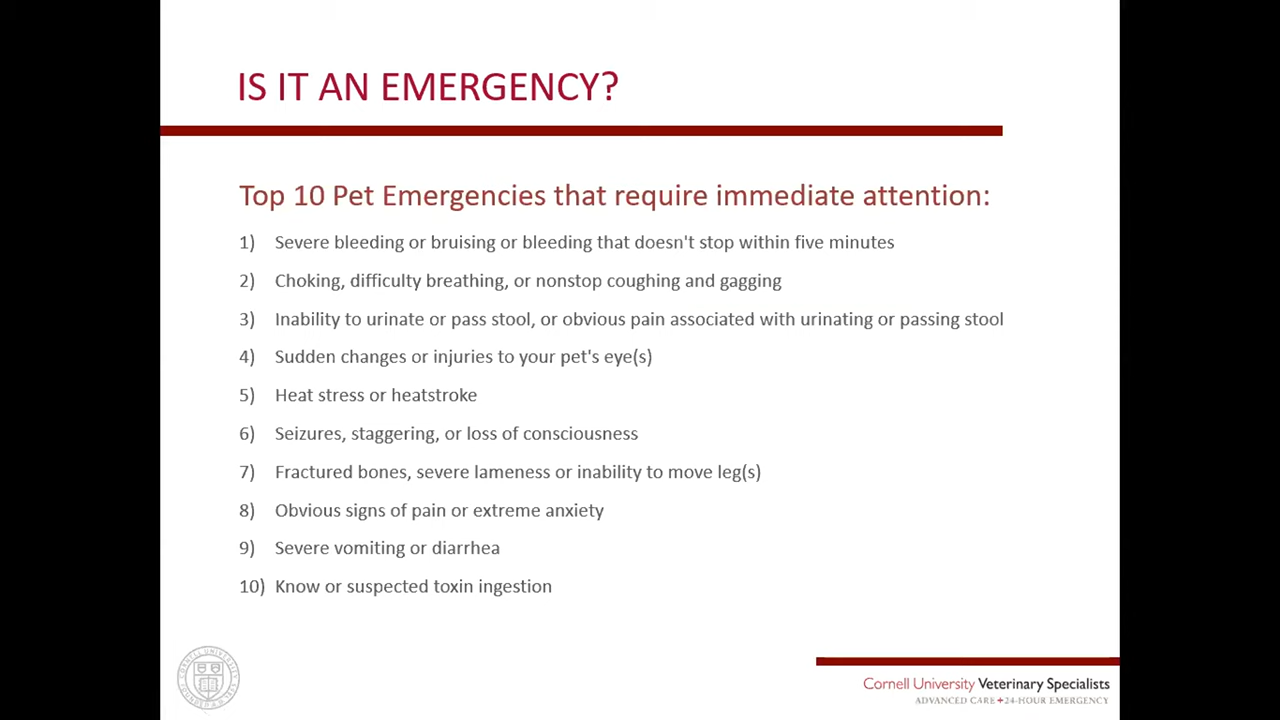 IS IT AN EMERGENCY?
Top 10 Pet Emergencies that require immediate attention:
1) Severe bleeding or bruising or bleeding that doesn't stop within five minutes
2) Choking, difficulty breathing, or nonstop coughing and gagging
3) Inability to urinate or pass stool, or obvious pain associated with urinating or passing stool
4) Sudden changes or injuries to your pet's eye(s)
5) Heat stress or heatstroke
6) Seizures, staggering, or loss of consciousness
7) Fractured bones, severe lameness or inability to move leg(s)
8) Obvious signs of pain or extreme anxiety
9) Severe vomiting or diarrhea
10) Know or suspected toxin ingestion
Cornell University Veterinary Specialists
ADVANCED CARE+24-HOUR EMERGENCY